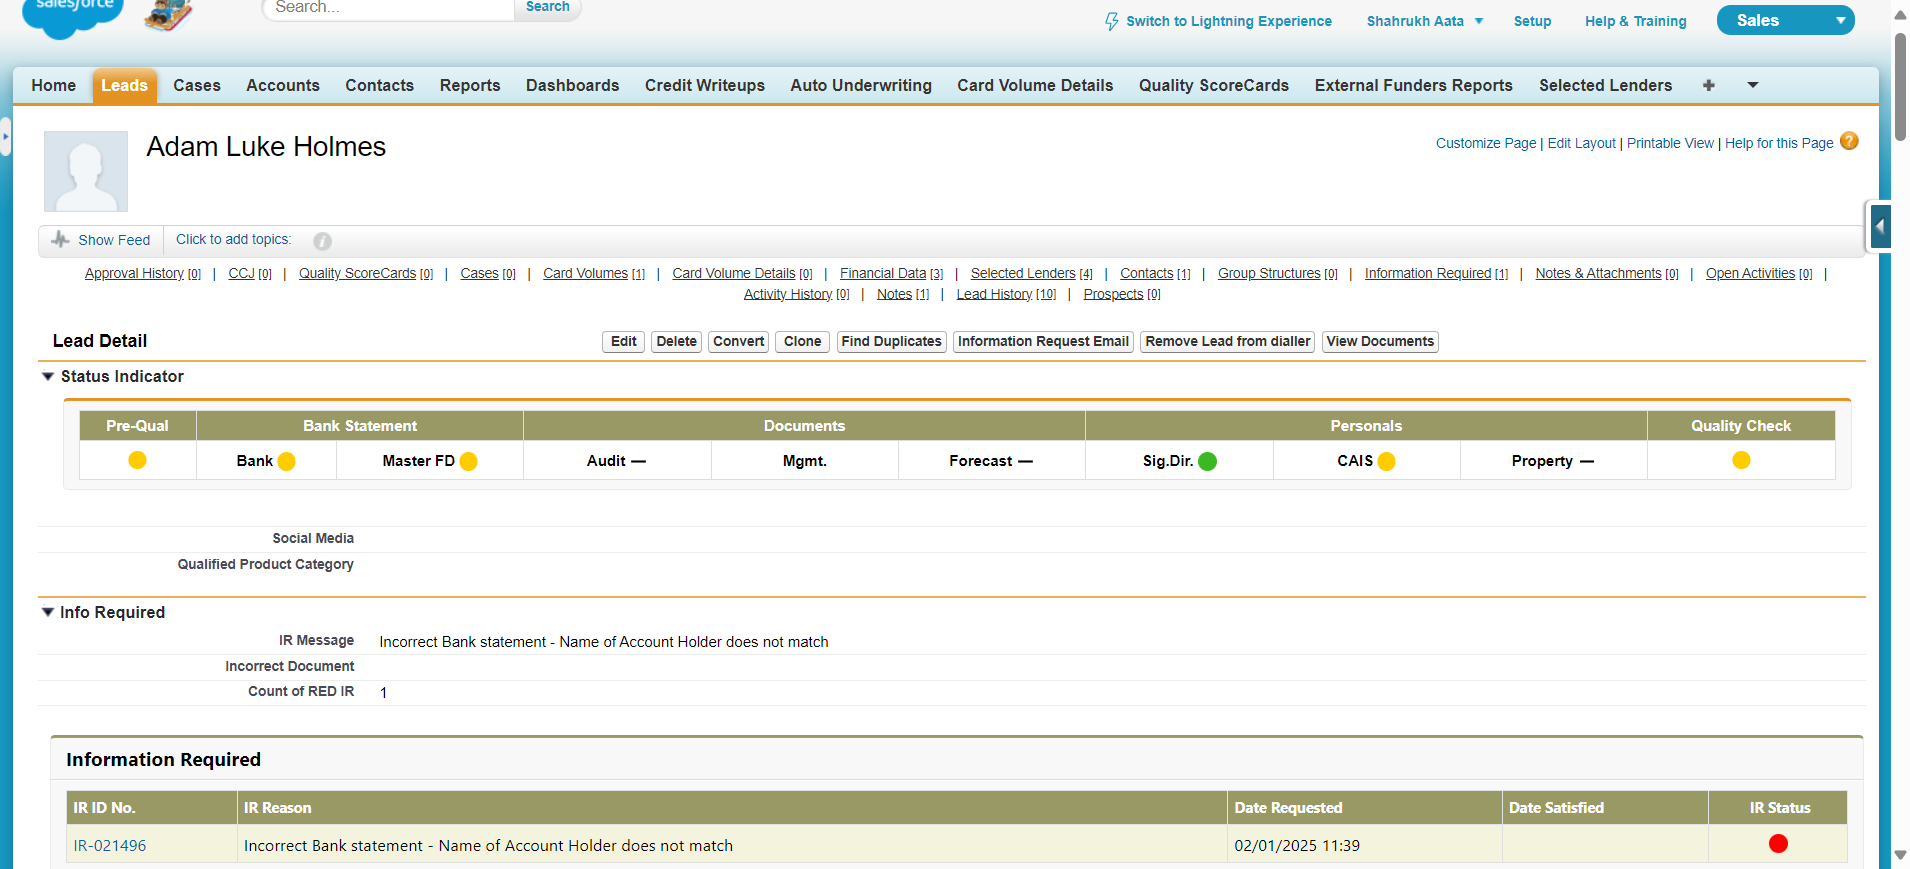 salesforce
Search...
Search
Switch to Lightning Experience
Shahrukh Aata
Setup
Help & Training
Sales
Home
Leads
Cases
Accounts
Contacts
Reports
Dashboards
Credit Writeups
Auto Underwriting
Card Volume Details
Quality ScoreCards
External Funders Reports
Selected Lenders
+
Adam Luke Holmes
Customize Page | Edit Layout | Printable View | Help for this Page ?
Show Feed
Click to add topics:
i
Approval History [0] | CCJ [0] | Quality ScoreCards [0] | Cases [0] | Card Volumes [1] | Card Volume Details [0] | Financial Data [3] | Selected Lenders [4] | Contacts [1] | Group Structures [0] | Information Required [1] | Notes & Attachments [0] | Open Activities [0] |
Activity History [0] | Notes [1] | Lead History [10] | Prospects [0]
Lead Detail
Edit
Delete
Convert
Clone
Find Duplicates
Information Request Email
Remove Lead from dialler
View Documents
Status Indicator
Pre-Qual
Bank Statement
Documents
Personals
Quality Check
Bank
Master FD
Audit —
Mgmt.
Forecast —
Sig.Dir.
CAIS
Property —
Social Media
Qualified Product Category
Info Required
IR Message Incorrect Bank statement - Name of Account Holder does not match
Incorrect Document
Count of RED IR 1
Information Required
IR ID No. IR Reason Date Requested Date Satisfied IR Status
IR-021496 Incorrect Bank statement - Name of Account Holder does not match 02/01/2025 11:39